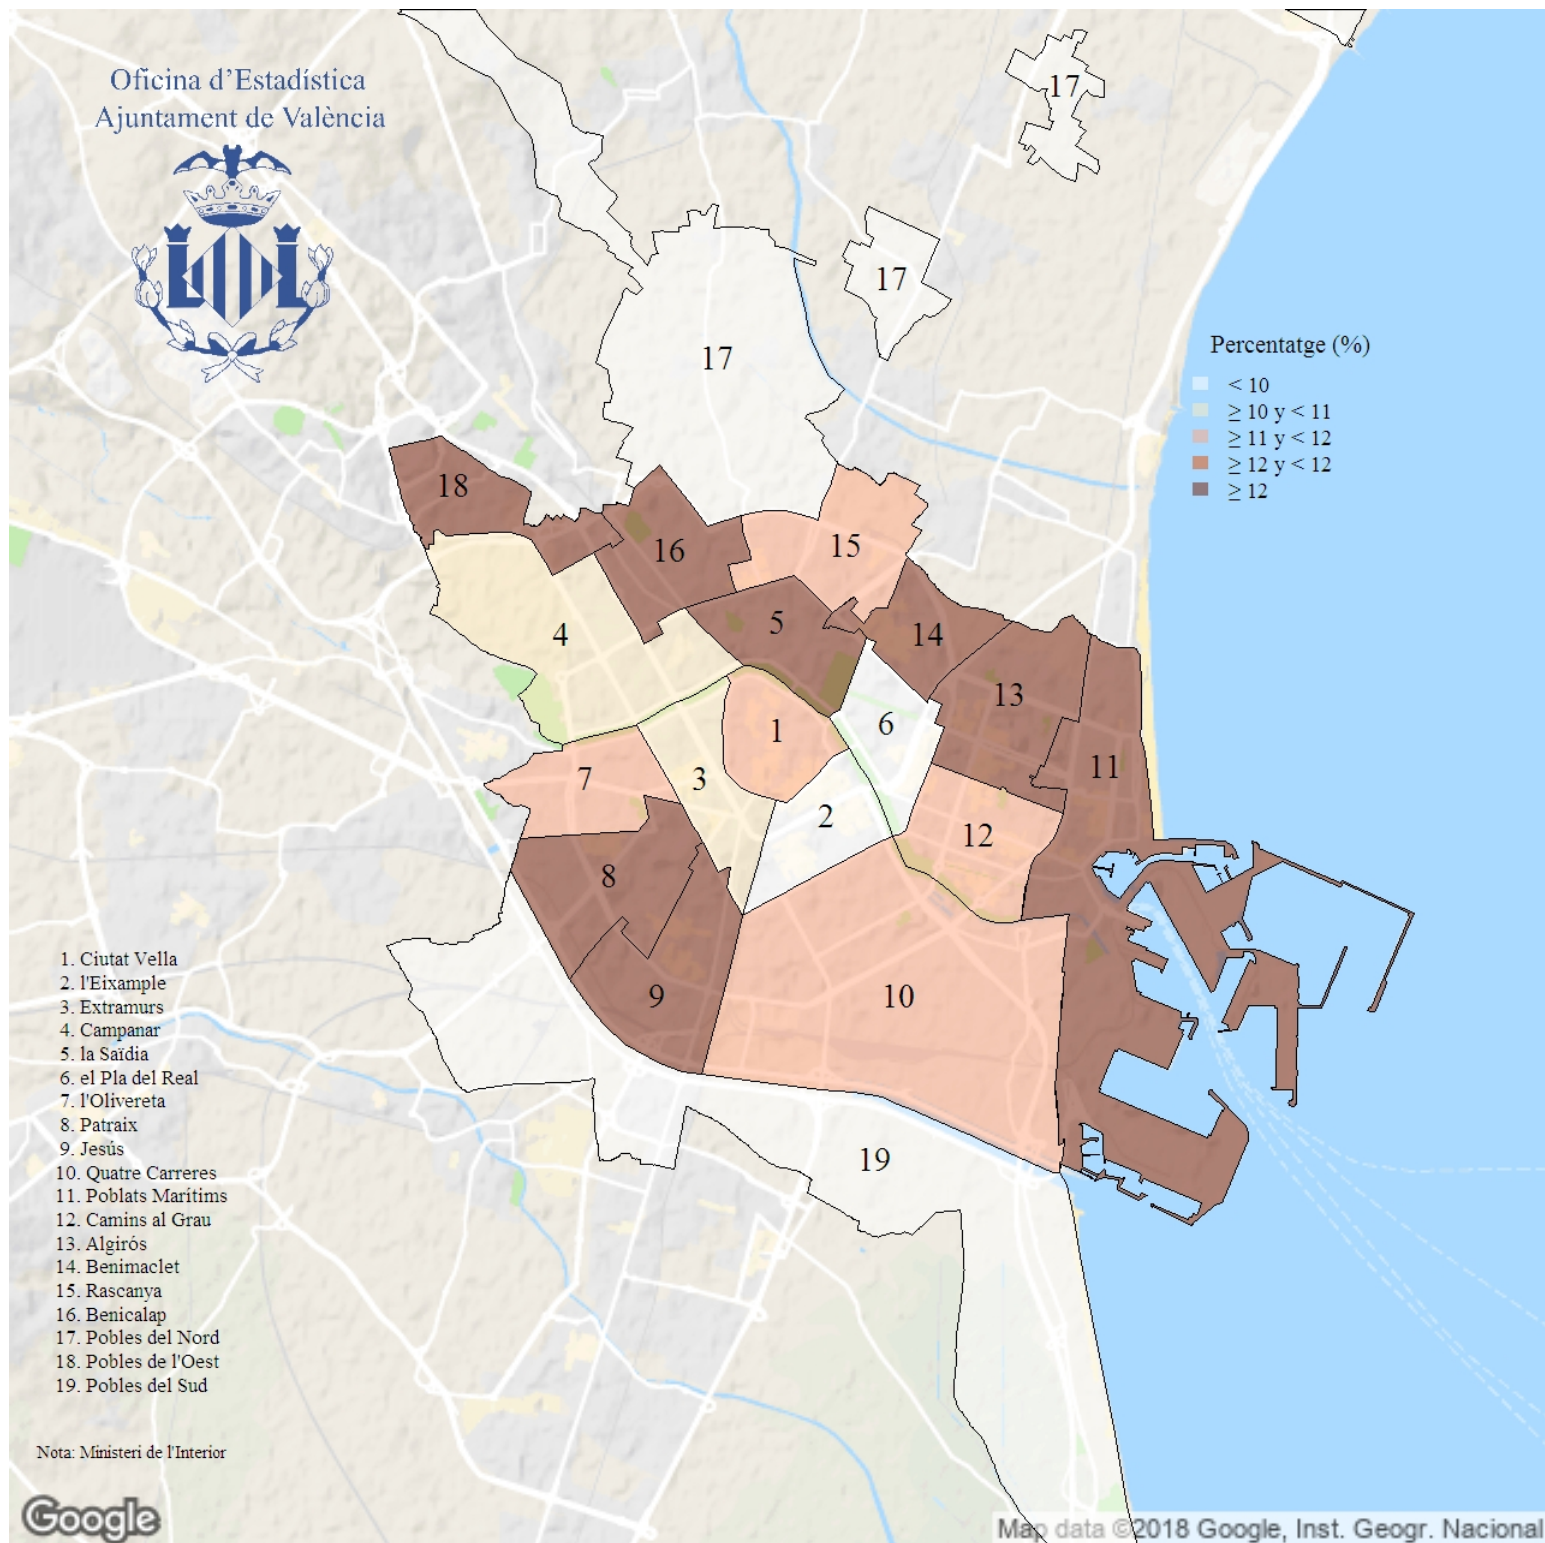 Oficina d'Estadística
Ajuntament de València
17
17
17
Percentatge (%)
< 10
≥ 10 y < 11
≥ 11 y < 12
≥ 12 y < 12
≥ 12
18
16
15
5
14
4
13
6
1
11
7
3
2
12
8
9
10
19
1. Ciutat Vella
2. l'Eixample
3. Extramurs
4. Campanar
5. la Saïdia
6. el Pla del Real
7. l'Olivereta
8. Patraix
9. Jesús
10. Quatre Carreres
11. Poblats Marítims
12. Camins al Grau
13. Algirós
14. Benimaclet
15. Rascanya
16. Benicalap
17. Pobles del Nord
18. Pobles de l'Oest
19. Pobles del Sud
Nota: Ministeri de l'Interior
Google
Map data ©2018 Google, Inst. Geogr. Nacional